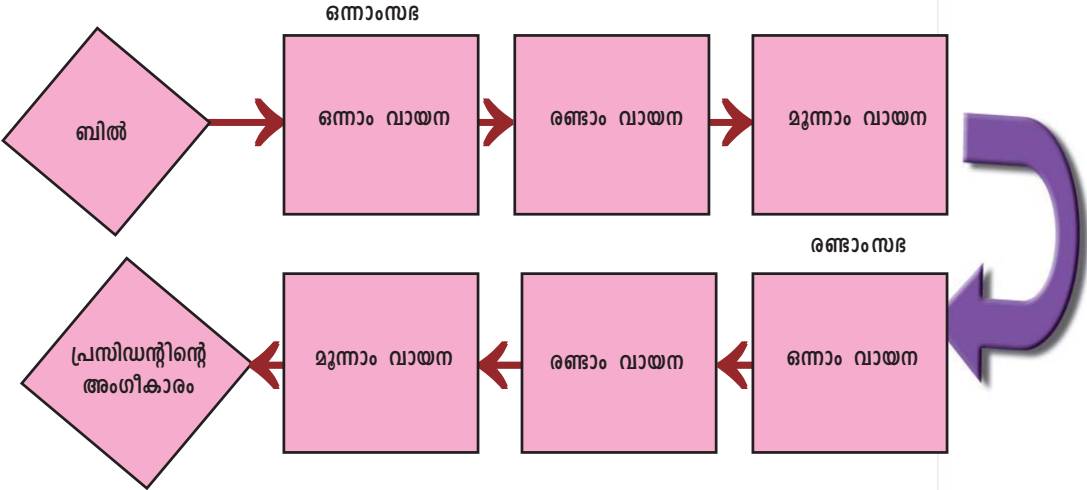 ഒന്നാംസഭ
ബിൽ
ഒന്നാം വായന
രണ്ടാം വായന
മൂന്നാം വായന
രണ്ടാംസഭ
ഒന്നാം വായന
രണ്ടാം വായന
മൂന്നാം വായന
പ്രസിഡന്റിന്റെ
അംഗീകാരം